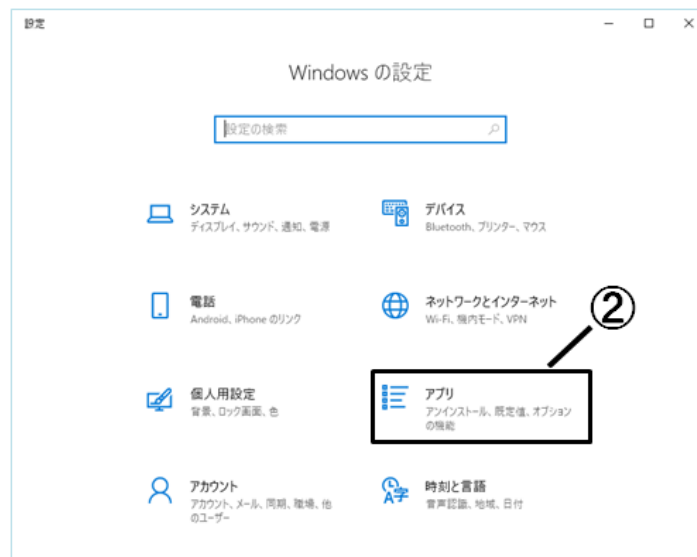 設定
Windows の設定
設定の検索
システム
ディスプレイ、サウンド、通知、電源
デバイス
Bluetooth、プリンター、マウス
電話
Android、iPhone のリンク
ネットワークとインターネット
Wi-Fi、機内モード、VPN
②
個人用設定
背景、ロック画面、色
アプリ
アンインストール、既定値、オプション
の機能
アカウント
アカウント、メール、同期、職場、他
のユーザー
時刻と言語
音声認識、地域、日付